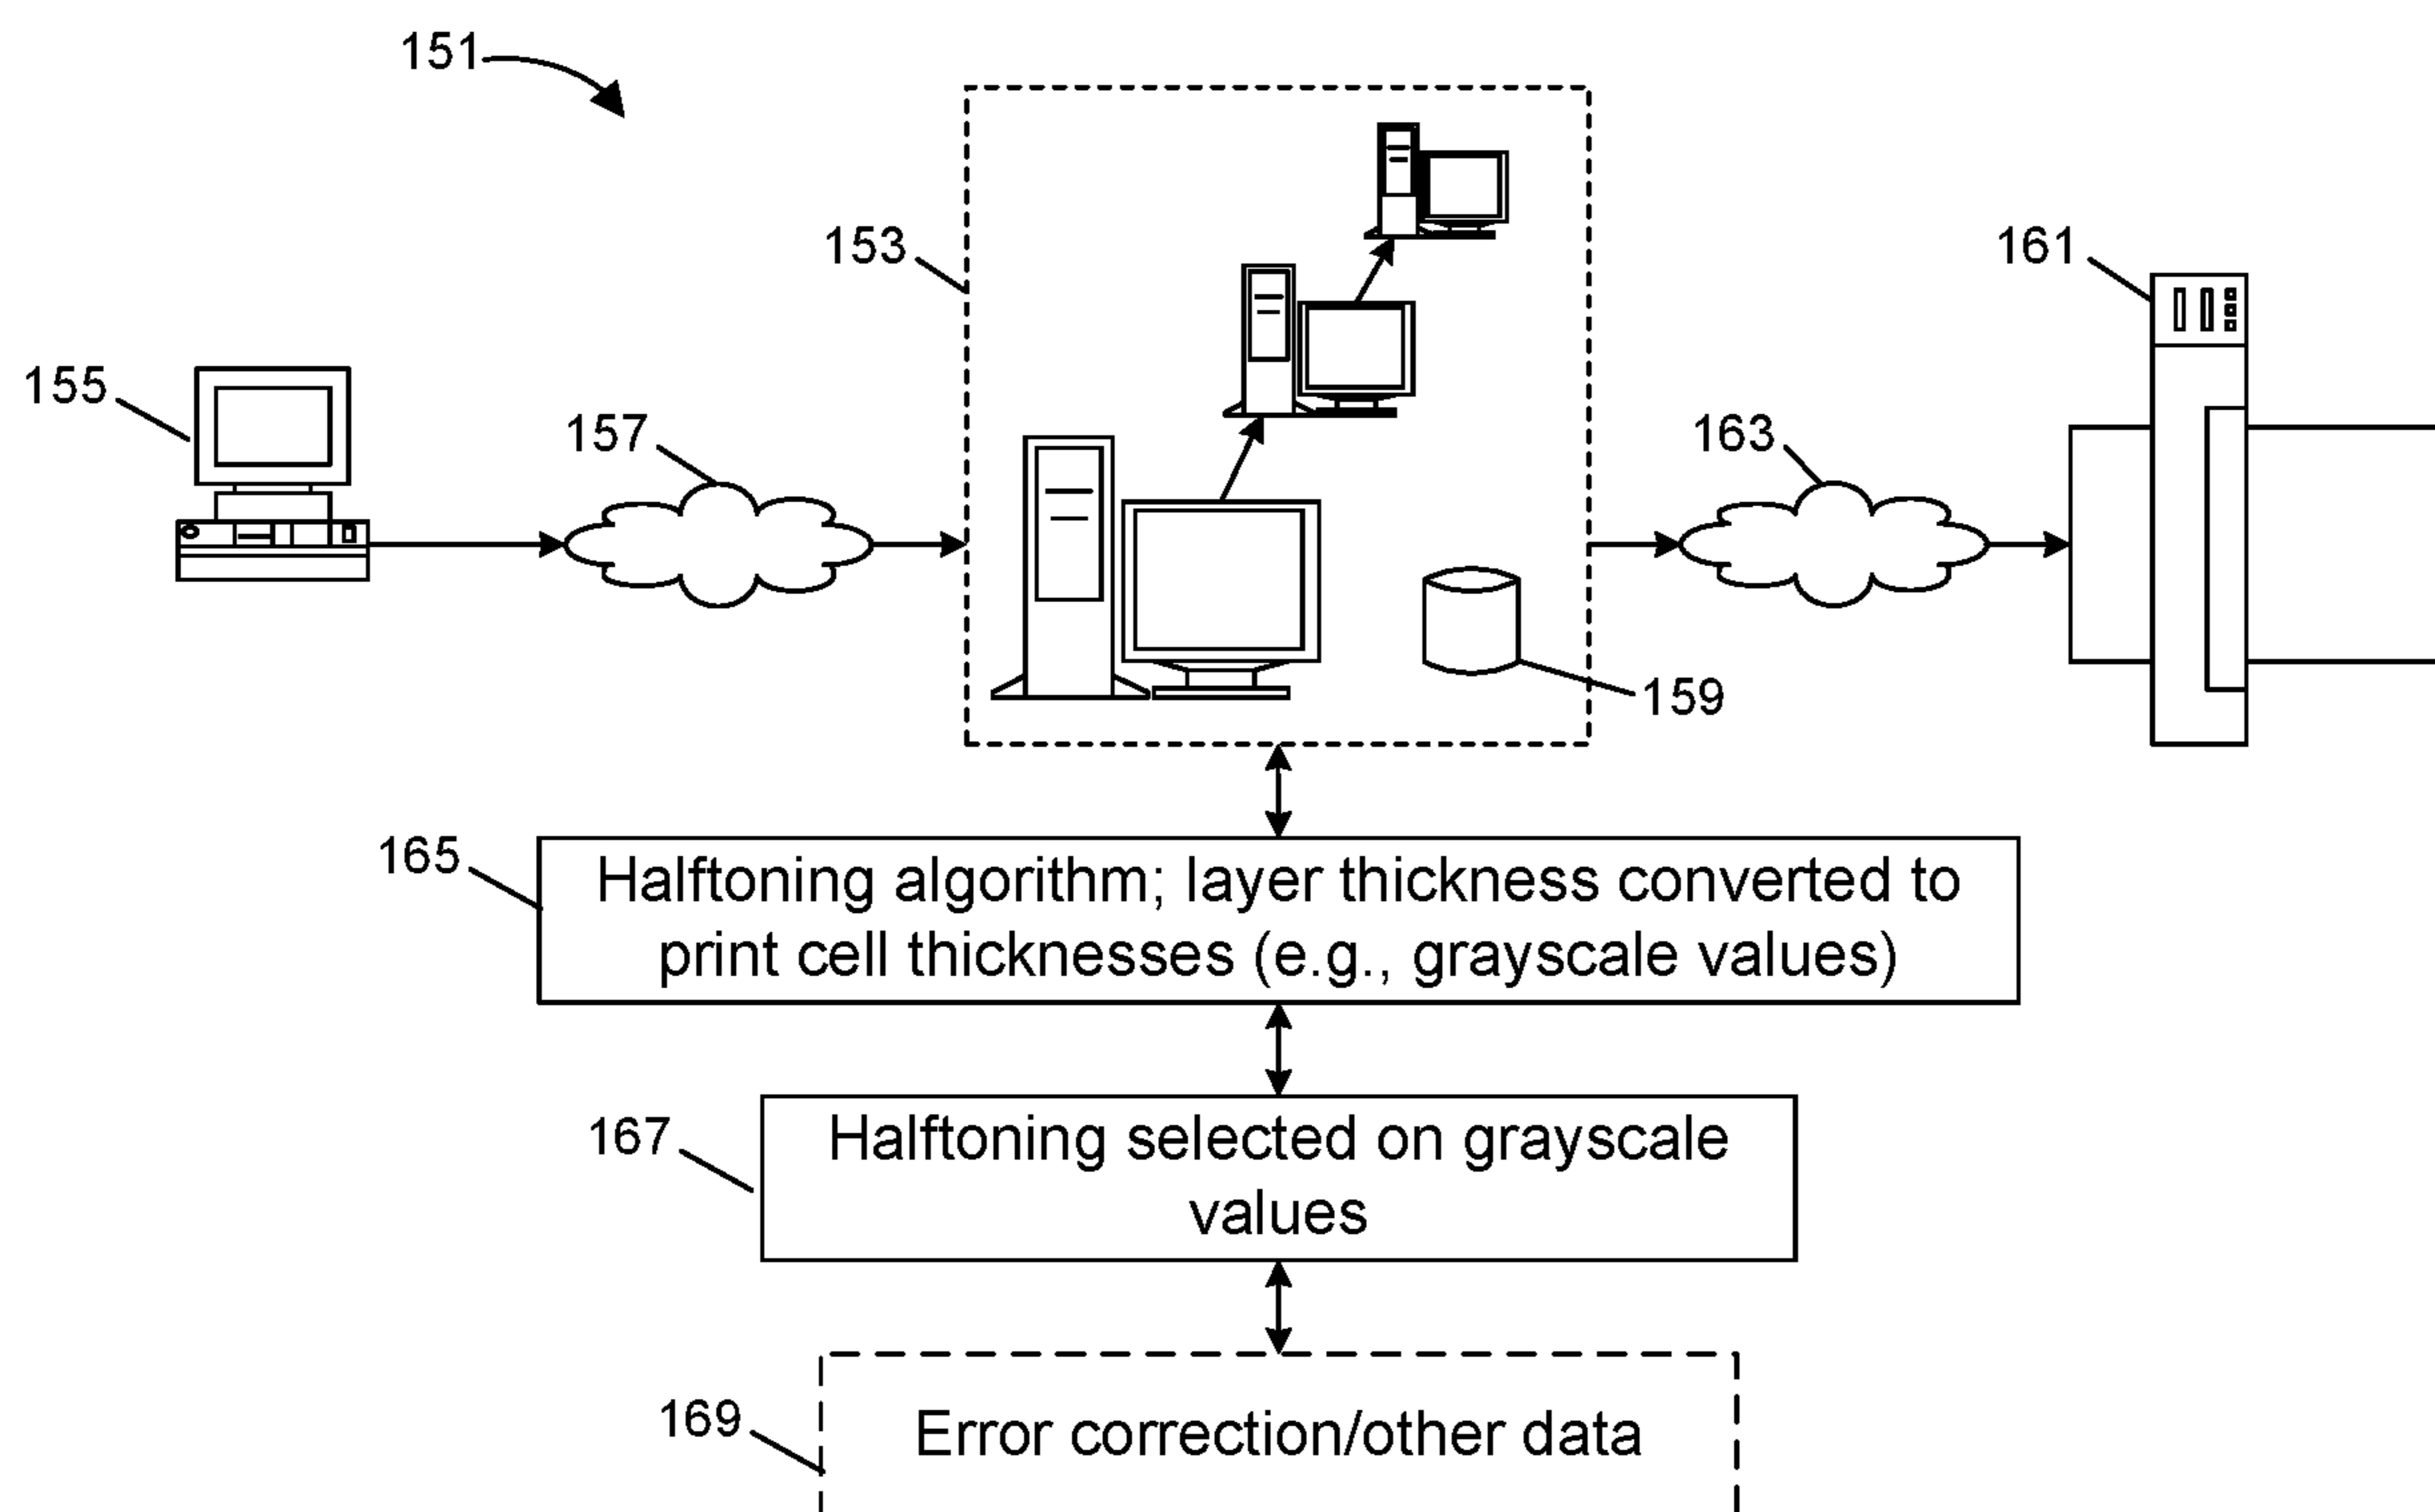 151
153
161
155
157
163
159
165
Halftoning algorithm; layer thickness converted to
print cell thicknesses (e.g., grayscale values)
167
Halftoning selected on grayscale
values
169
Error correction/other data